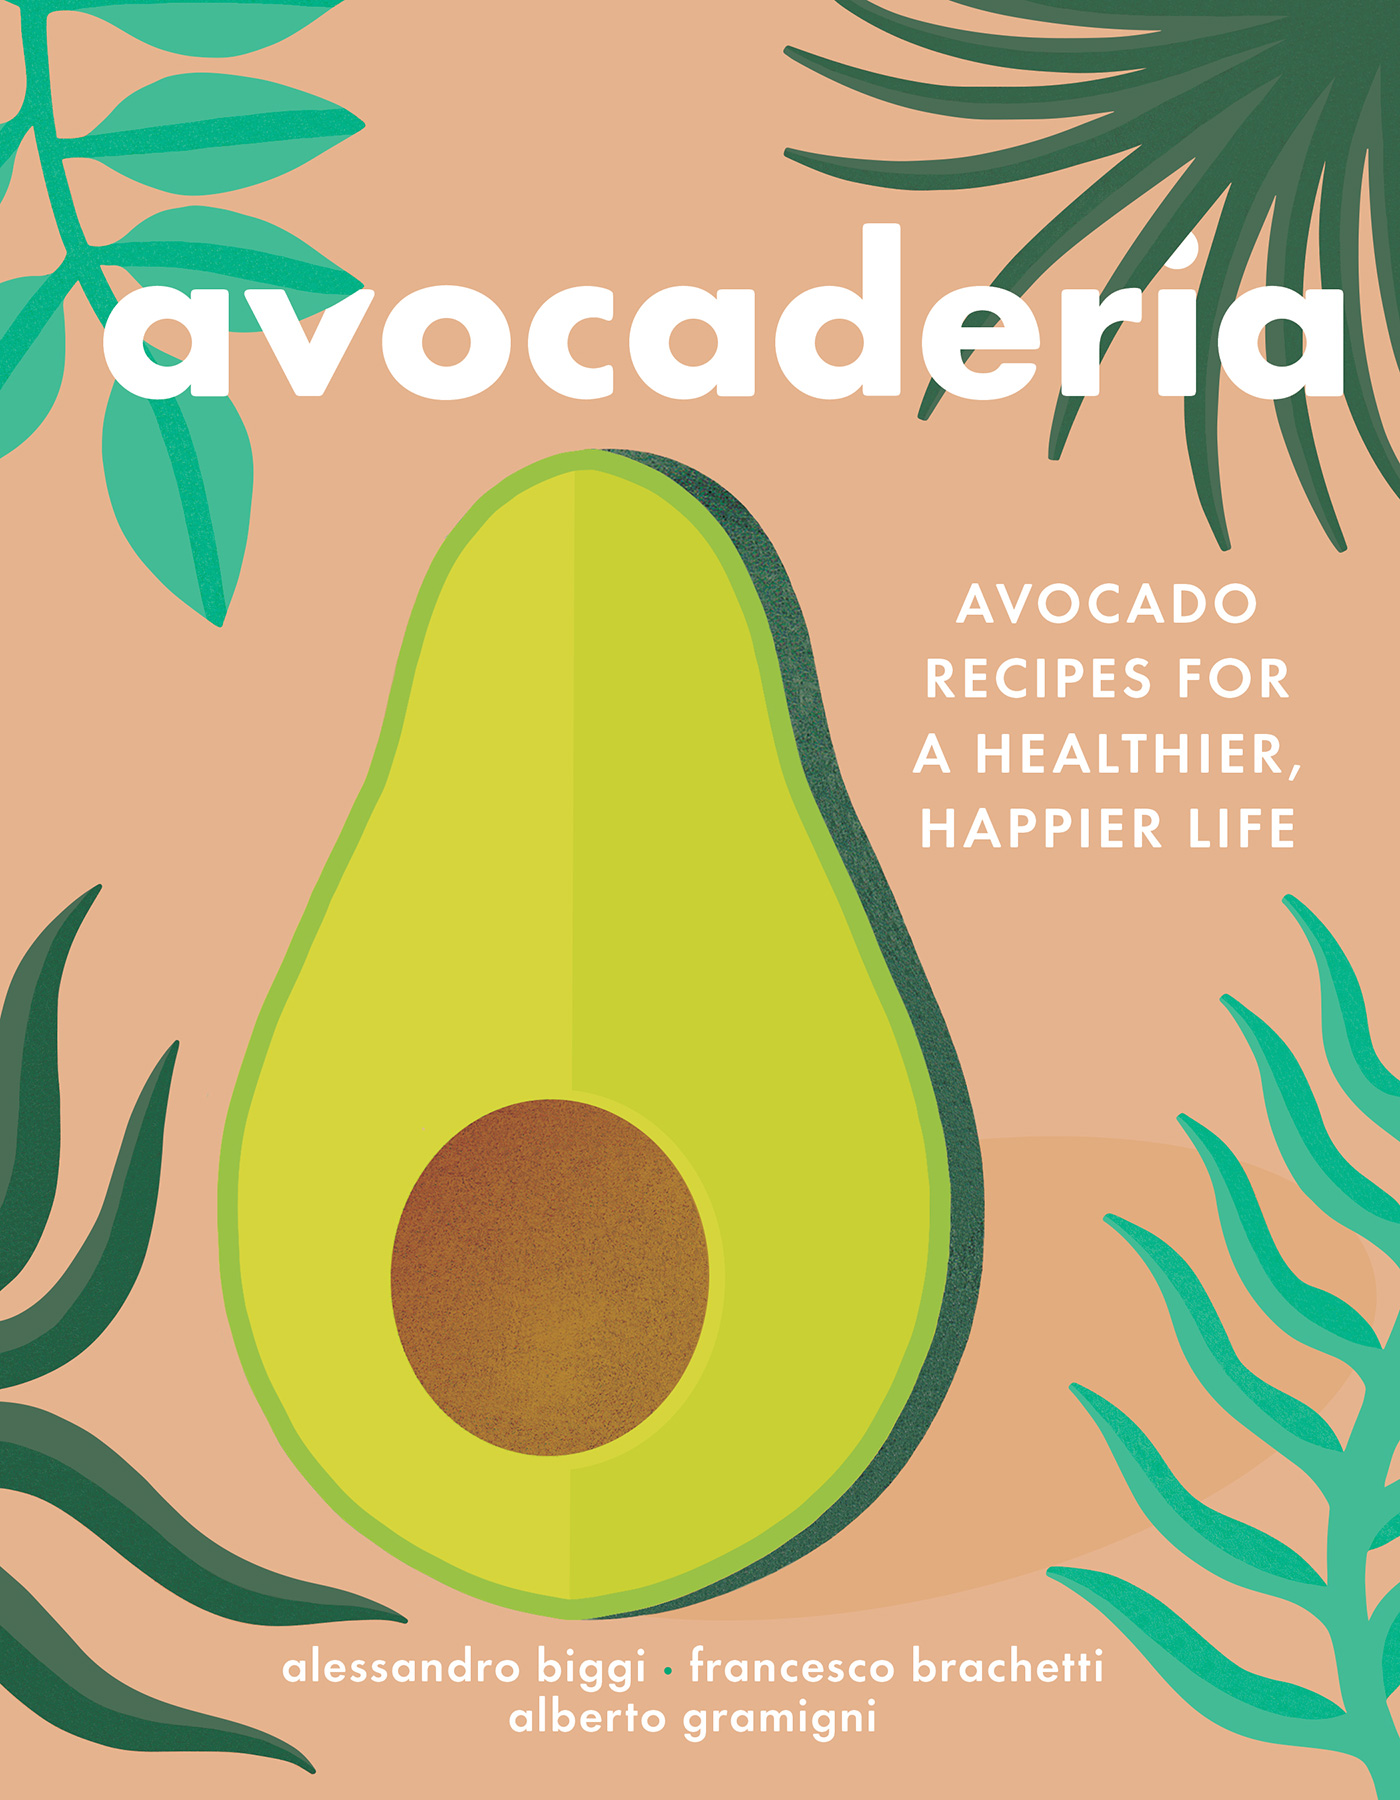 avocaderia
AVOCADO
RECIPES FOR
A HEALTHIER,
HAPPIER LIFE
alessandro biggi • francesco brachetti
alberto gramigni